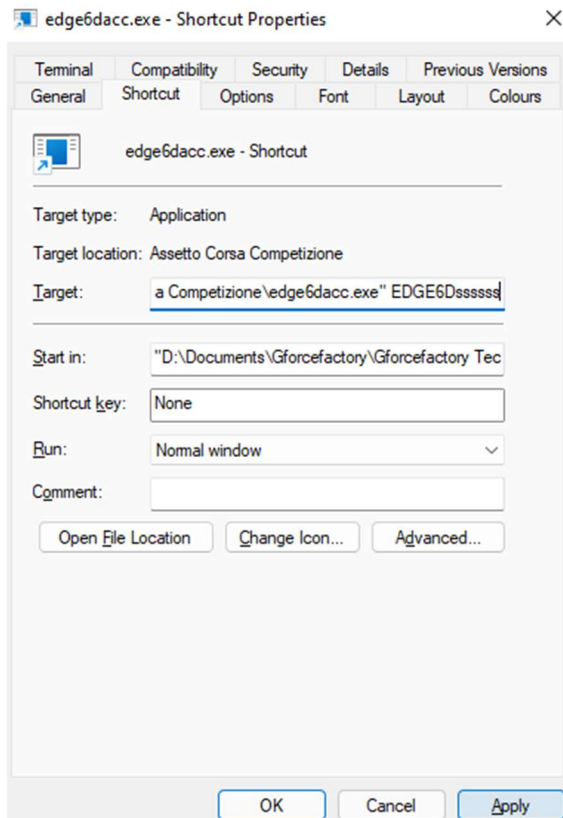 edge6dacc.exe - Shortcut Properties
Terminal Compatibility Security Details Previous Versions
General Shortcut Options Font Layout Colours
edge6dacc.exe - Shortcut
Target type: Application
Target location: Assetto Corsa Competizione
Target: a Competizione\edge6dacc.exe" EDGE6Dssssss
Start in: "D:\Documents\Gforcefactory\Gforcefactory Tec
Shortcut key: None
Run: Normal window
Comment:
Open File Location Change Icon... Advanced...
OK Cancel Apply